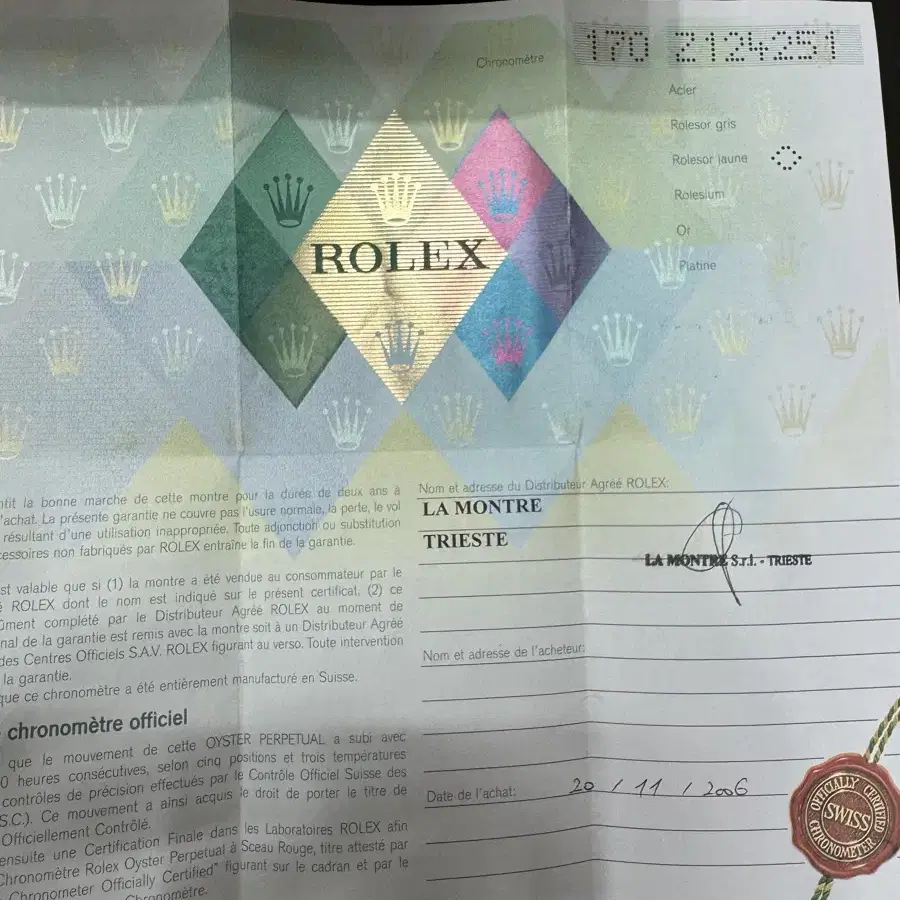 Chronomètre
170 Z124251
Acier
Rolesor gris
Rolesor jaune
Rolesium
Or
Platine
ROLEX
ntit la bonne marche de cette montre pour la durée de deux ans à
'achat. La présente garantie ne couvre pas l'usure normale, la perte, le vol
résultant d'une utilisation inappropriée. Toute adjonction ou substitution
cessoires non fabriqués par ROLEX entraîne la fin de la garantie.
st valable que si (1) la montre a été vendue au consommateur par le
ROLEX dont le nom est indiqué sur le présent certificat, (2) ce
ûment complété par le Distributeur Agréé ROLEX au moment de
nal de la garantie est remis avec la montre soit à un Distributeur Agréé
des Centres Officiels S.A.V. ROLEX figurant au verso. Toute intervention
la garantie.
que ce chronomètre a été entièrement manufacturé en Suisse.
chronomètre officiel
que le mouvement de cette OYSTER PERPETUAL a subi avec
0 heures consécutives, selon cinq positions et trois températures
contrôles de précision effectués par le Contrôle Officiel Suisse des
S.C.). Ce mouvement a ainsi acquis le droit de porter le titre de
Officiellement Contrôlé.
ensuite une Certification Finale dans les Laboratoires ROLEX afin
Chronomètre Rolex Oyster Perpetual à Sceau Rouge, titre attesté par
Chronometer Officially Certified" figurant sur le cadran et par le
Chronomètre.
Nom et adresse du Distributeur Agréé ROLEX:
LA MONTRE
TRIESTE
LA MONTRE S.r.l. - TRIESTE
Nom et adresse de l'acheteur:
Date de l'achat: 20 / 11 / 2006
OFFICIALLY CERTIFIED
SWISS
CHRONOMETER